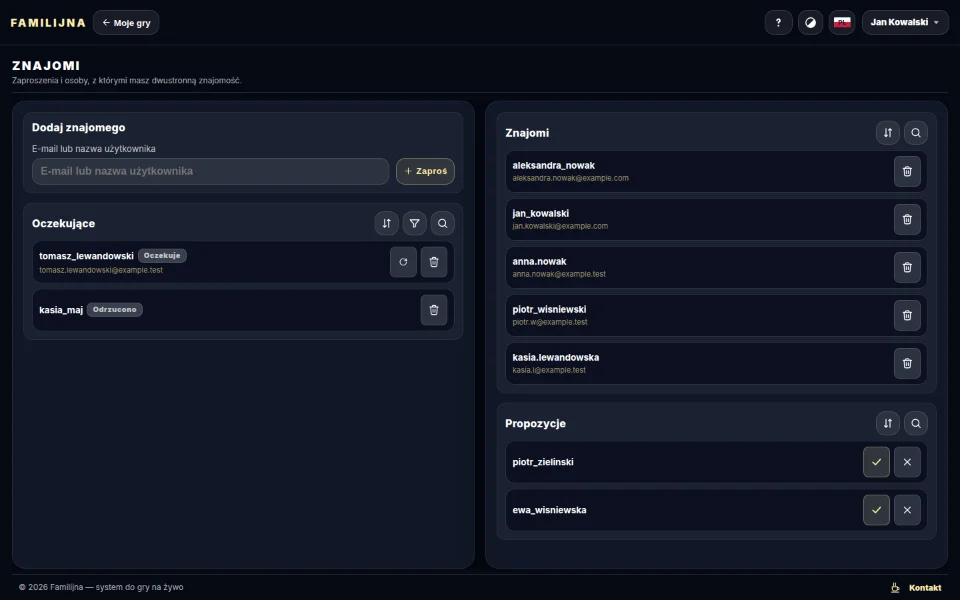 FAMILIJNA
← Moje gry
?
Jan Kowalski
ZNAJOMI
Zaproszenia i osoby, z którymi masz dwustronną znajomość.
Dodaj znajomego
E-mail lub nazwa użytkownika
E-mail lub nazwa użytkownika
+ Zaproś
Oczekujące
tomasz_lewandowski Oczekuje
tomasz.lewandowski@example.test
kasia_maj Odrzucono
Znajomi
aleksandra_nowak
aleksandra.nowak@example.com
jan_kowalski
jan.kowalski@example.com
anna.nowak
anna.nowak@example.test
piotr_wisniewski
piotr.w@example.test
kasia.lewandowska
kasia.l@example.test
Propozycje
piotr_zielinski
ewa_wisniewska
© 2026 Familijna — system do gry na żywo
Kontakt